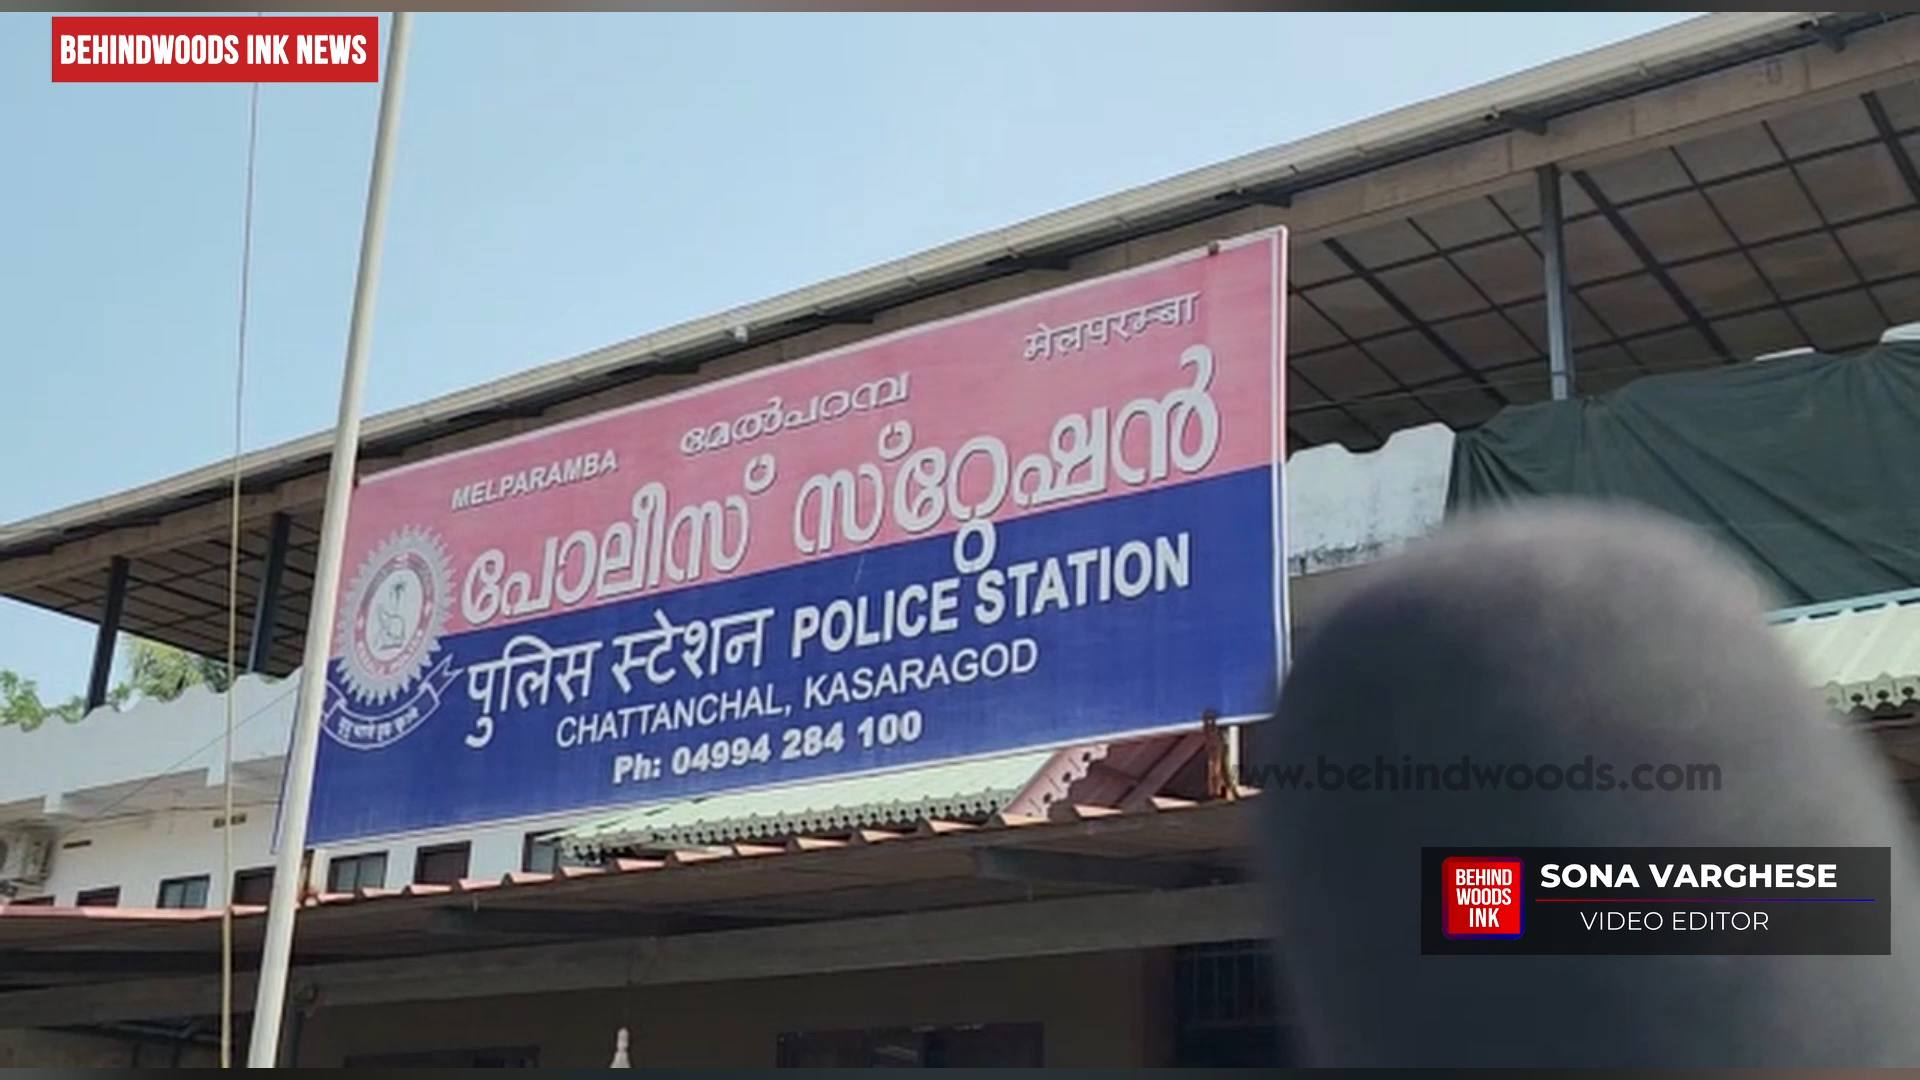 BEHINDWOODS INK NEWS
MELPARAMBA
മേൽപറമ്പ
मेलपरम्बा
പോലീസ് സ്റ്റേഷൻ
पुलिस स्टेशन POLICE STATION
CHATTANCHAL, KASARAGOD
Ph: 04994 284 100
www.behindwoods.com
BEHIND
WOODS
INK
SONA VARGHESE
VIDEO EDITOR